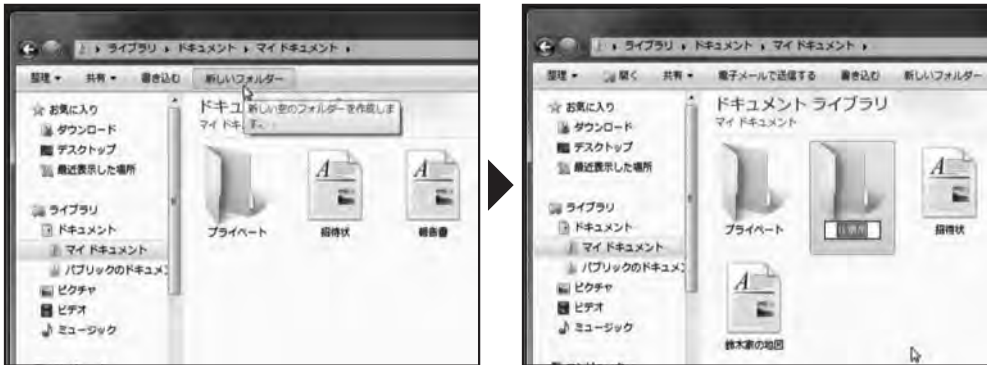 ライブラリ ▸ ドキュメント ▸ マイ ドキュメント ▸
整理 ▾ 共有 ▾ 書き込む 新しいフォルダー
ドキュ
マイ ドキ
新しい空のフォルダーを作成しま
す。
お気に入り
ダウンロード
デスクトップ
最近表示した場所
ライブラリ
ドキュメント
マイ ドキュメント
パブリックのドキュメ
ピクチャ
ビデオ
ミュージック
プライベート
招待状
報告書
ライブラリ ▸ ドキュメント ▸ マイ ドキュメント ▸
整理 ▾ 開く 共有 ▾ 電子メールで送信する 書き込む 新しいフォルダー
ドキュメント ライブラリ
マイ ドキュメント
お気に入り
ダウンロード
デスクトップ
最近表示した場所
ライブラリ
ドキュメント
マイ ドキュメント
パブリックのドキュメ
ピクチャ
ビデオ
ミュージック
プライベート
招待状
鈴木家の地図